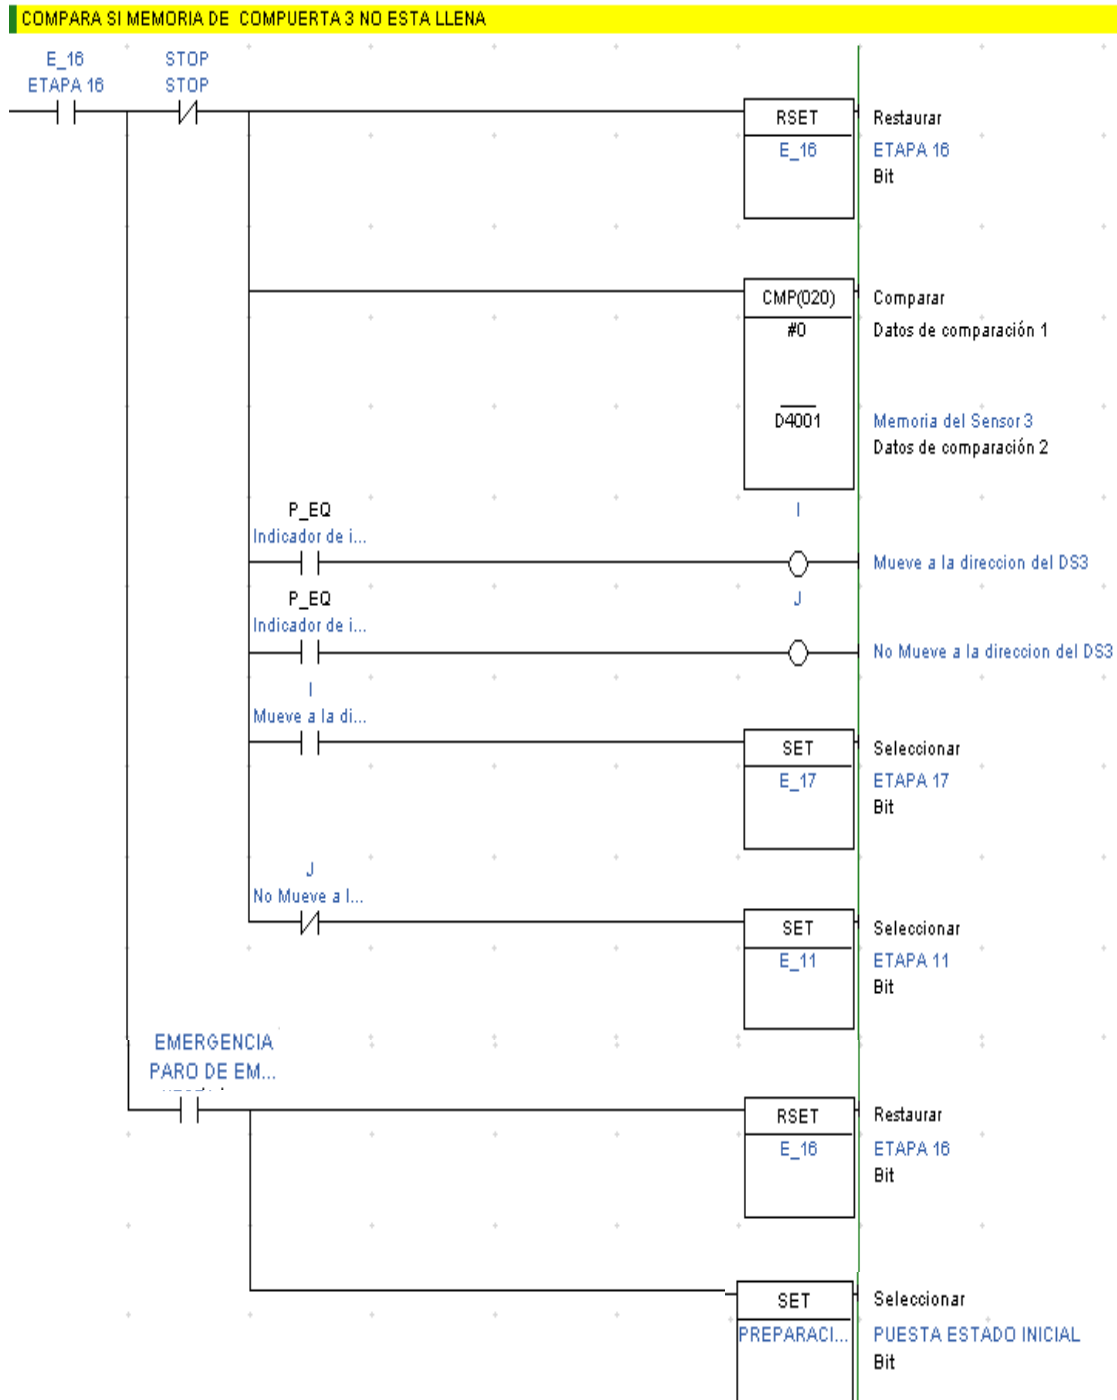 COMPARA SI MEMORIA DE COMPUERTA 3 NO ESTA LLENA
E_16
ETAPA 16
STOP
STOP
RSET
E_16
Restaurar
ETAPA 16
Bit
CMP(020)
#0
D4001
Comparar
Datos de comparación 1
Memoria del Sensor 3
Datos de comparación 2
P_EQ
Indicador de i...
I
Mueve a la direccion del DS3
P_EQ
Indicador de i...
J
No Mueve a la direccion del DS3
I
Mueve a la di...
SET
E_17
Seleccionar
ETAPA 17
Bit
J
No Mueve a l...
SET
E_11
Seleccionar
ETAPA 11
Bit
EMERGENCIA
PARO DE EM...
RSET
E_16
Restaurar
ETAPA 16
Bit
SET
PREPARACI...
Seleccionar
PUESTA ESTADO INICIAL
Bit